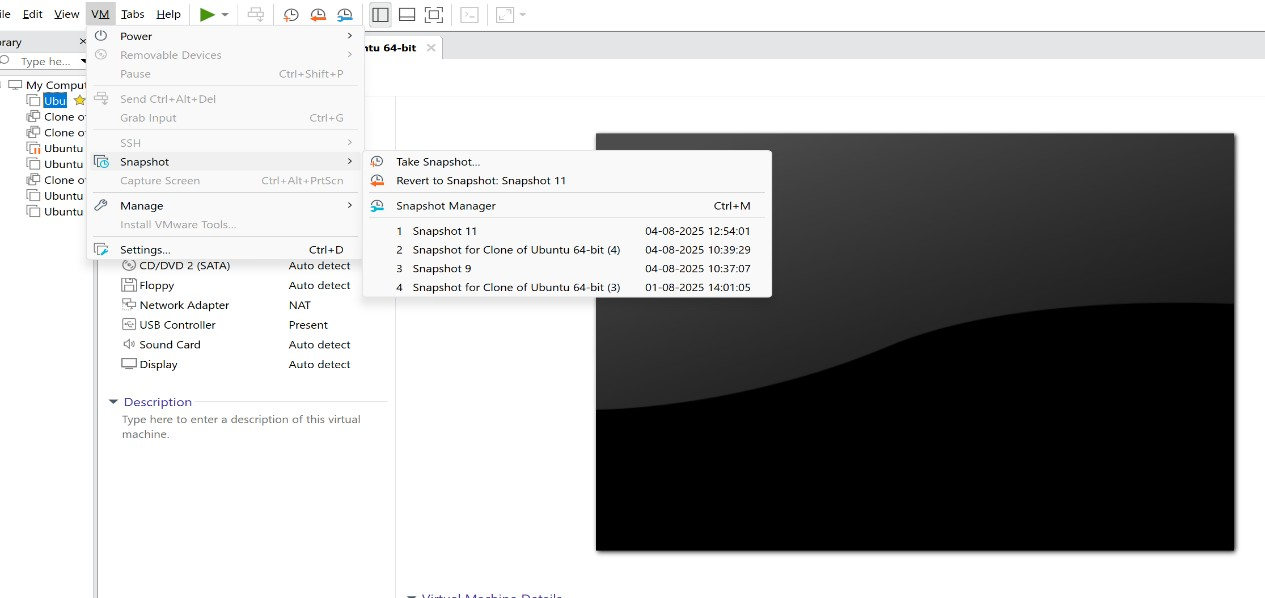 ile Edit View VM Tabs Help
rary
Type he...
My Comput
Ubu
Clone o
Clone o
Ubuntu
Ubuntu
Clone o
Ubuntu
Ubuntu
Power
Removable Devices
Pause Ctrl+Shift+P
Send Ctrl+Alt+Del
Grab Input Ctrl+G
SSH
Snapshot
Capture Screen Ctrl+Alt+PrtScn
Manage
Install VMware Tools...
Settings... Ctrl+D
ntu 64-bit
Take Snapshot...
Revert to Snapshot: Snapshot 11
Snapshot Manager Ctrl+M
1 Snapshot 11 04-08-2025 12:54:01
2 Snapshot for Clone of Ubuntu 64-bit (4) 04-08-2025 10:39:29
3 Snapshot 9 04-08-2025 10:37:07
4 Snapshot for Clone of Ubuntu 64-bit (3) 01-08-2025 14:01:05
CD/DVD 2 (SATA) Auto detect
Floppy Auto detect
Network Adapter NAT
USB Controller Present
Sound Card Auto detect
Display Auto detect
Description
Type here to enter a description of this virtual
machine.
Virtual Machine Details